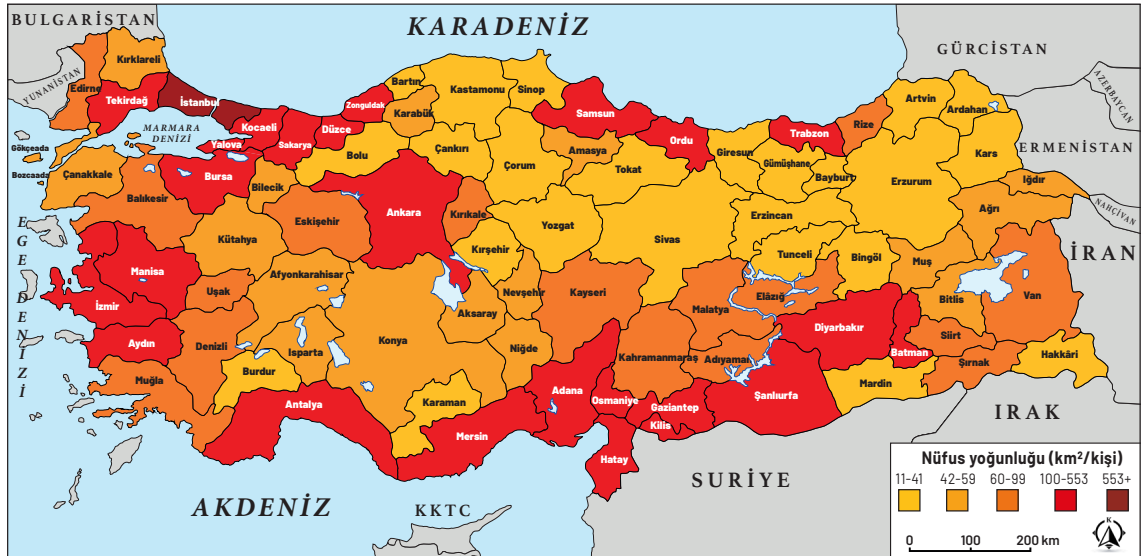 BULGARİSTAN
KARADENİZ
GÜRCİSTAN
YUNANİSTAN
AZERBAYCAN
ERMENİSTAN
NAHÇİVAN
İRAN
IRAK
SURİYE
KKTC
AKDENİZ
EGE DENİZİ
MARMARA
DENİZİ
Kırklareli
Edirne
Tekirdağ
İstanbul
Kocaeli
Yalova
Sakarya
Düzce
Zonguldak
Bartın
Karabük
Kastamonu
Sinop
Samsun
Ordu
Giresun
Trabzon
Rize
Artvin
Ardahan
Kars
Iğdır
Gökçeada
Bozcaada
Çanakkale
Balıkesir
Bursa
Bilecik
Bolu
Çankırı
Çorum
Amasya
Tokat
Gümüşhane
Bayburt
Erzurum
Ağrı
Eskişehir
Ankara
Kırıkale
Yozgat
Sivas
Erzincan
Tunceli
Bingöl
Muş
Kütahya
Manisa
İzmir
Uşak
Afyonkarahisar
Kırşehir
Nevşehir
Aksaray
Kayseri
Malatya
Elâzığ
Bitlis
Van
Aydın
Denizli
Isparta
Burdur
Konya
Niğde
Kahramanmaraş
Adıyaman
Diyarbakır
Batman
Siirt
Şırnak
Hakkâri
Mardin
Muğla
Antalya
Karaman
Mersin
Adana
Osmaniye
Gaziantep
Kilis
Hatay
Şanlıurfa
Nüfus yoğunluğu (km²/kişi)
11-41 42-59 60-99 100-553 553+
K
0 100 200 km